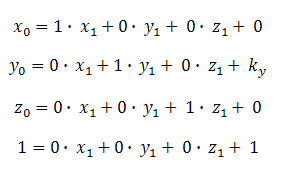 x₀ = 1 · x₁ + 0 · y₁ + 0 · z₁ + 0
y₀ = 0 · x₁ + 1 · y₁ + 0 · z₁ + k_y
z₀ = 0 · x₁ + 0 · y₁ + 1 · z₁ + 0
1 = 0 · x₁ + 0 · y₁ + 0 · z₁ + 1